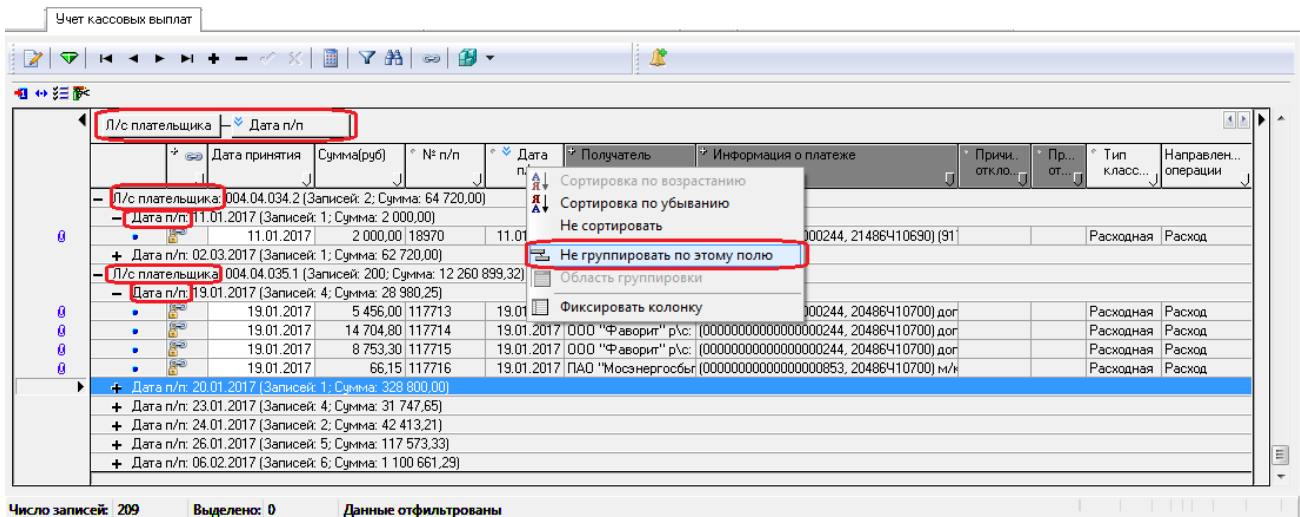 Учет кассовых выплат
Л/с плательщика Дата п/п
Дата принятия Сумма(руб) № п/п Дата Получатель Информация о платеже Причи.. Пр... Тип Направлен...
откло... от... класс... операции
Л/с плательщика: 004.04.034.2 (Записей: 2; Сумма: 64 720,00)
Дата п/п: 11.01.2017 (Записей: 1; Сумма: 2 000,00)
11.01.2017 2 000,00 18970 11.01 000244, 21486Ч10690) (91 Расходная Расход
Дата п/п: 02.03.2017 (Записей: 1; Сумма: 62 720,00)
Л/с плательщика: 004.04.035.1 (Записей: 200; Сумма: 12 260 899,32)
Дата п/п: 19.01.2017 (Записей: 4; Сумма: 28 980,25)
19.01.2017 5 456,00 117713 19.01 000244, 20486Ч10700) дог Расходная Расход
19.01.2017 14 704,80 117714 19.01.2017 ООО "Фаворит" р\с: (00000000000000000244, 20486Ч10700) дог Расходная Расход
19.01.2017 8 753,30 117715 19.01.2017 ООО "Фаворит" р\с: (00000000000000000244, 20486Ч10700) дог Расходная Расход
19.01.2017 66,15 117716 19.01.2017 ПАО "Мосэнергосбыт (00000000000000000853, 20486Ч10700) м/к Расходная Расход
Дата п/п: 20.01.2017 (Записей: 1; Сумма: 328 800,00)
Дата п/п: 23.01.2017 (Записей: 4; Сумма: 31 747,65)
Дата п/п: 24.01.2017 (Записей: 2; Сумма: 42 413,21)
Дата п/п: 26.01.2017 (Записей: 5; Сумма: 117 573,33)
Дата п/п: 06.02.2017 (Записей: 6; Сумма: 1 100 661,29)
Сортировка по возрастанию
Сортировка по убыванию
Не сортировать
Не группировать по этому полю
Область группировки
Фиксировать колонку
Число записей: 209 Выделено: 0 Данные отфильтрованы